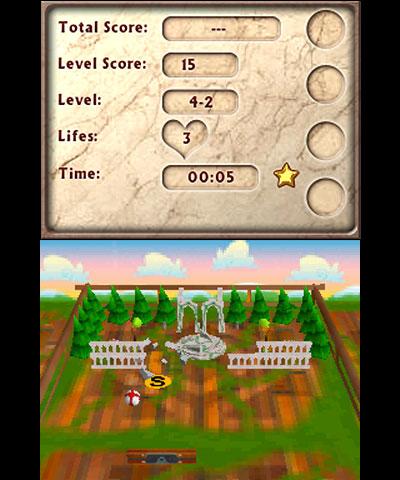 Total Score: ---
Level Score: 15
Level: 4-2
Lifes: 3
Time: 00:05
S